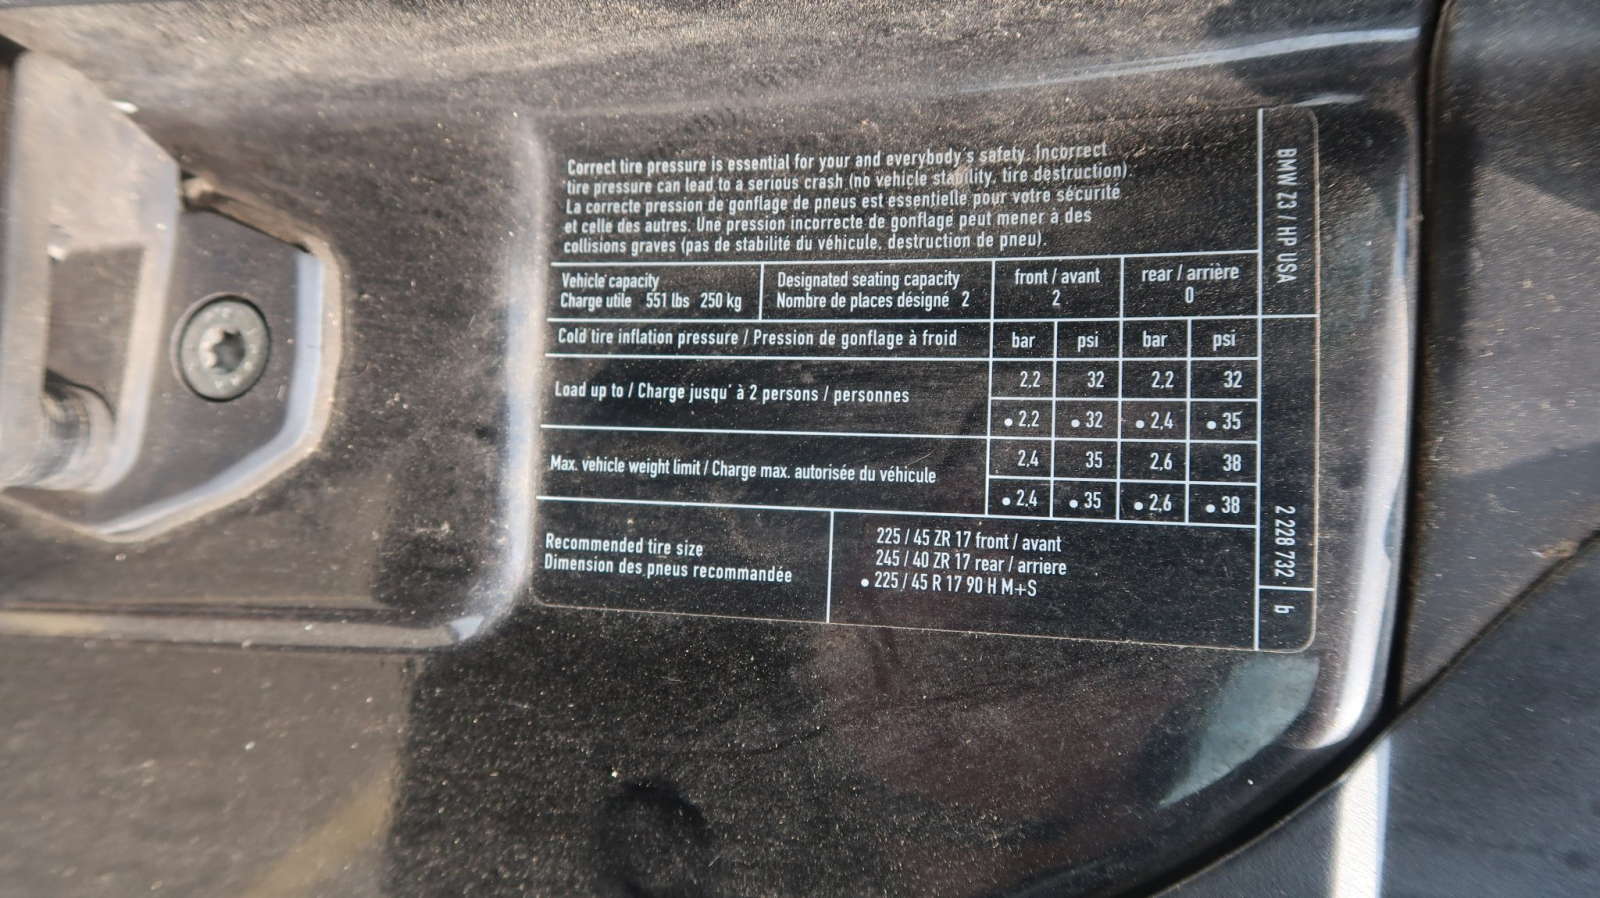 Correct tire pressure is essential for your and everybody's safety. Incorrect
tire pressure can lead to a serious crash (no vehicle stability, tire destruction).
La correcte pression de gonflage de pneus est essentielle pour votre sécurité
et celle des autres. Une pression incorrecte de gonflage peut mener à des
collisions graves (pas de stabilité du véhicule, destruction de pneu).
Vehicle capacity
Charge utile 551 lbs 250 kg
Designated seating capacity
Nombre de places désigné 2
front / avant
2
rear / arrière
0
Cold tire inflation pressure / Pression de gonflage à froid bar psi bar psi
Load up to / Charge jusqu' à 2 persons / personnes
2,2 32 2,2 32
• 2,2 • 32 • 2,4 • 35
Max. vehicle weight limit / Charge max. autorisée du véhicule
2,4 35 2,6 38
• 2,4 • 35 • 2,6 • 38
Recommended tire size
Dimension des pneus recommandée
225 / 45 ZR 17 front / avant
245 / 40 ZR 17 rear / arriere
• 225 / 45 R 17 90 H M+S
BMW Z3 / HP USA
2 228 732
b